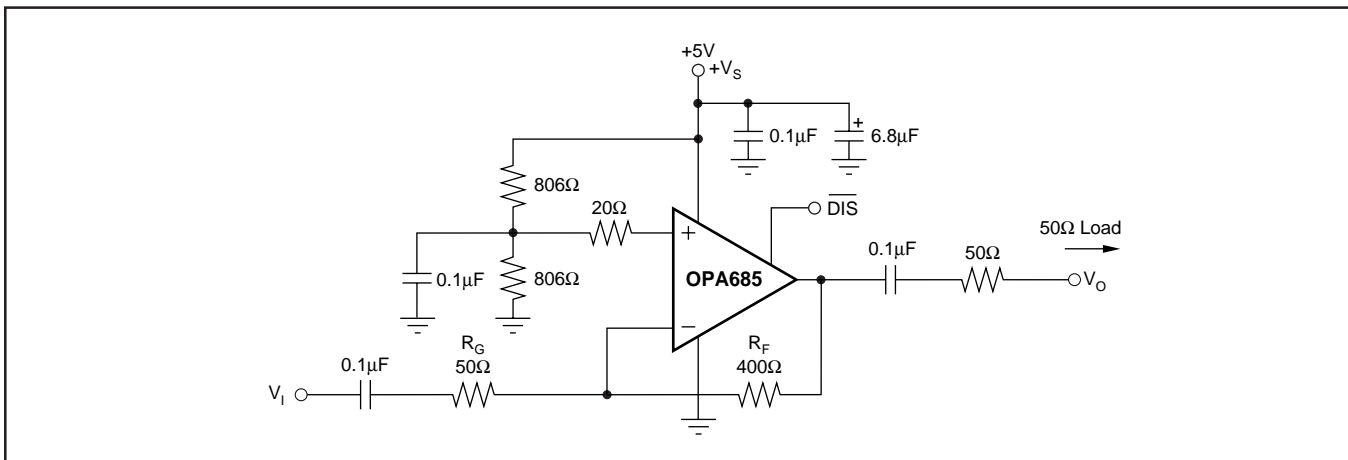 +5V
+V_S
0.1μF
6.8μF
806Ω
20Ω
+
DIS
50Ω Load
0.1μF
50Ω
OPA685
V_O
0.1μF
806Ω
–
R_G
50Ω
R_F
400Ω
0.1μF
V_I
+